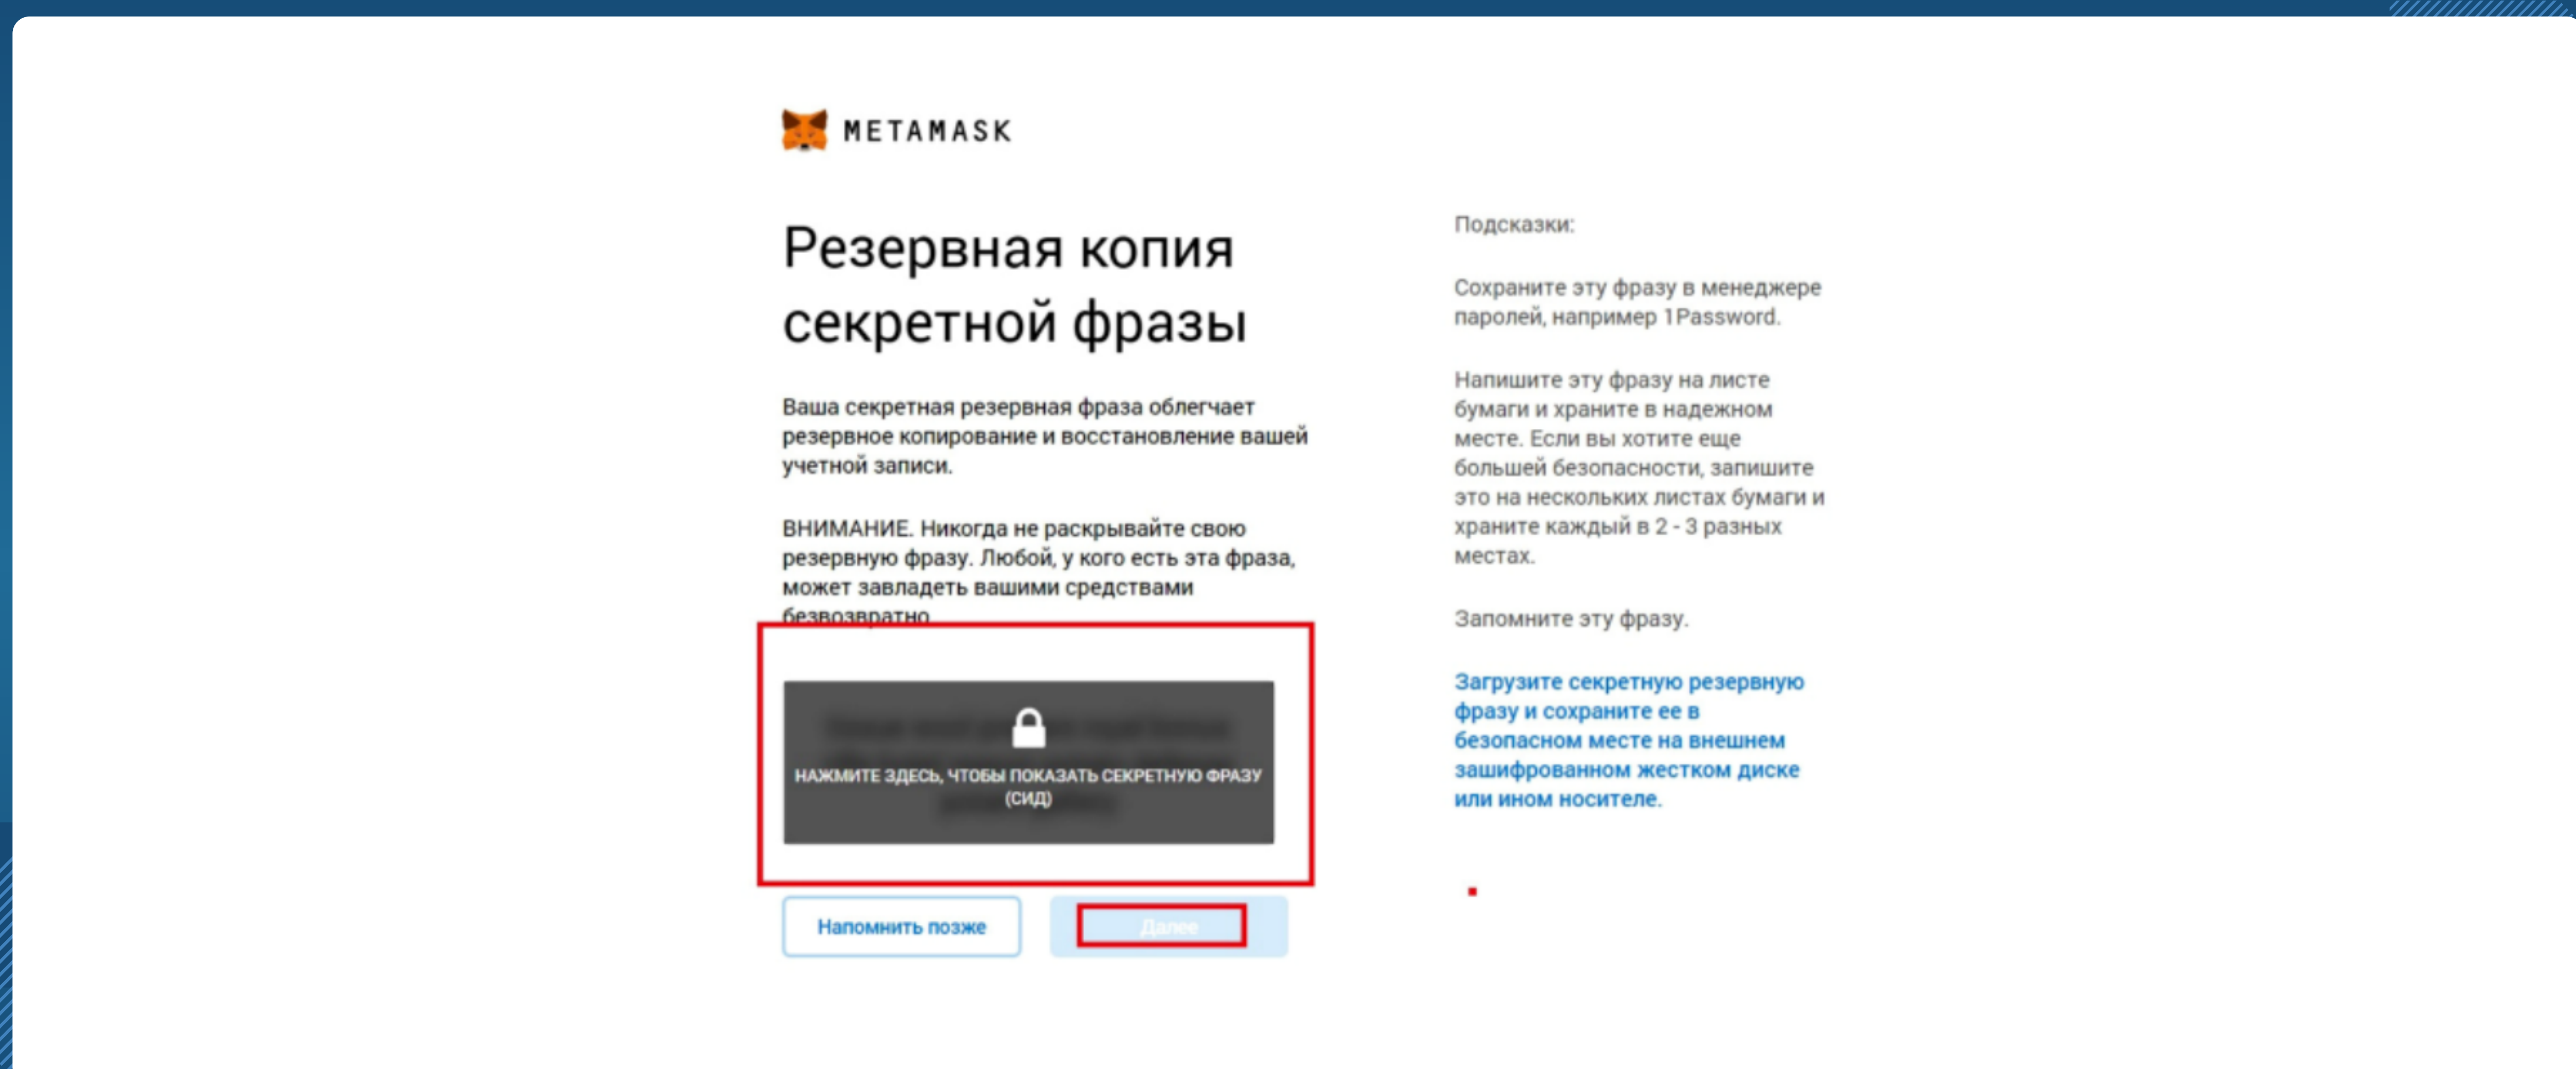 METAMASK
Резервная копия
секретной фразы
Ваша секретная резервная фраза облегчает
резервное копирование и восстановление вашей
учетной записи.
ВНИМАНИЕ. Никогда не раскрывайте свою
резервную фразу. Любой, у кого есть эта фраза,
может завладеть вашими средствами
безвозвратно
НАЖМИТЕ ЗДЕСЬ, ЧТОБЫ ПОКАЗАТЬ СЕКРЕТНУЮ ФРАЗУ
(СИД)
Напомнить позже
Далее
Подсказки:
Сохраните эту фразу в менеджере
паролей, например 1Password.
Напишите эту фразу на листе
бумаги и храните в надежном
месте. Если вы хотите еще
большей безопасности, запишите
это на нескольких листах бумаги и
храните каждый в 2 - 3 разных
местах.
Запомните эту фразу.
Загрузите секретную резервную
фразу и сохраните ее в
безопасном месте на внешнем
зашифрованном жестком диске
или ином носителе.